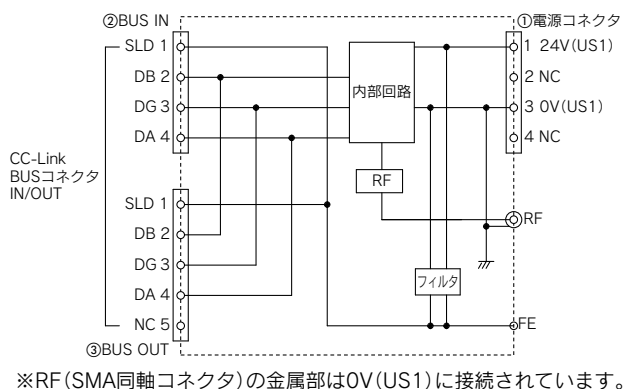 ②BUS IN
①電源コネクタ
SLD 1
DB 2
DG 3
DA 4
内部回路
1 24V(US1)
2 NC
3 0V(US1)
4 NC
CC-Link
BUSコネクタ
IN/OUT
RF
SLD 1
DB 2
DG 3
DA 4
NC 5
RF
フィルタ
FE
③BUS OUT
※RF(SMA同軸コネクタ)の金属部は0V(US1)に接続されています。